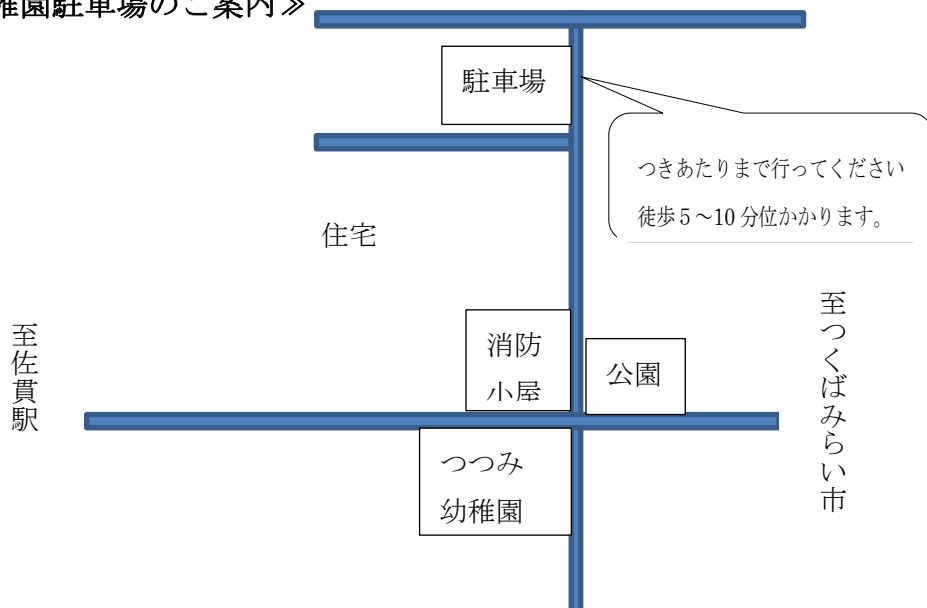 稚園駐車場のご案内≫
駐車場
つきあたりまで行ってください
徒歩5～10分位かかります。
住宅
至つくばみらい市
至佐貫駅
消防
小屋
公園
つつみ
幼稚園